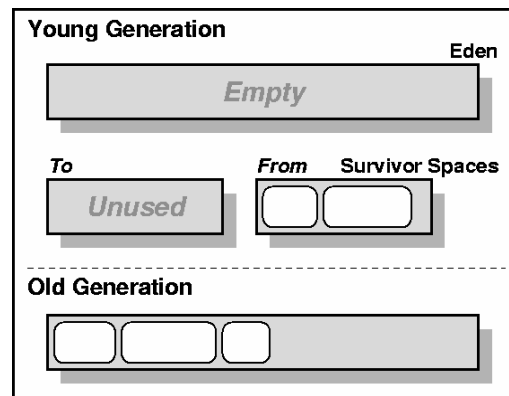 Young Generation
Eden
Empty
To
From
Survivor Spaces
Unused
Old Generation